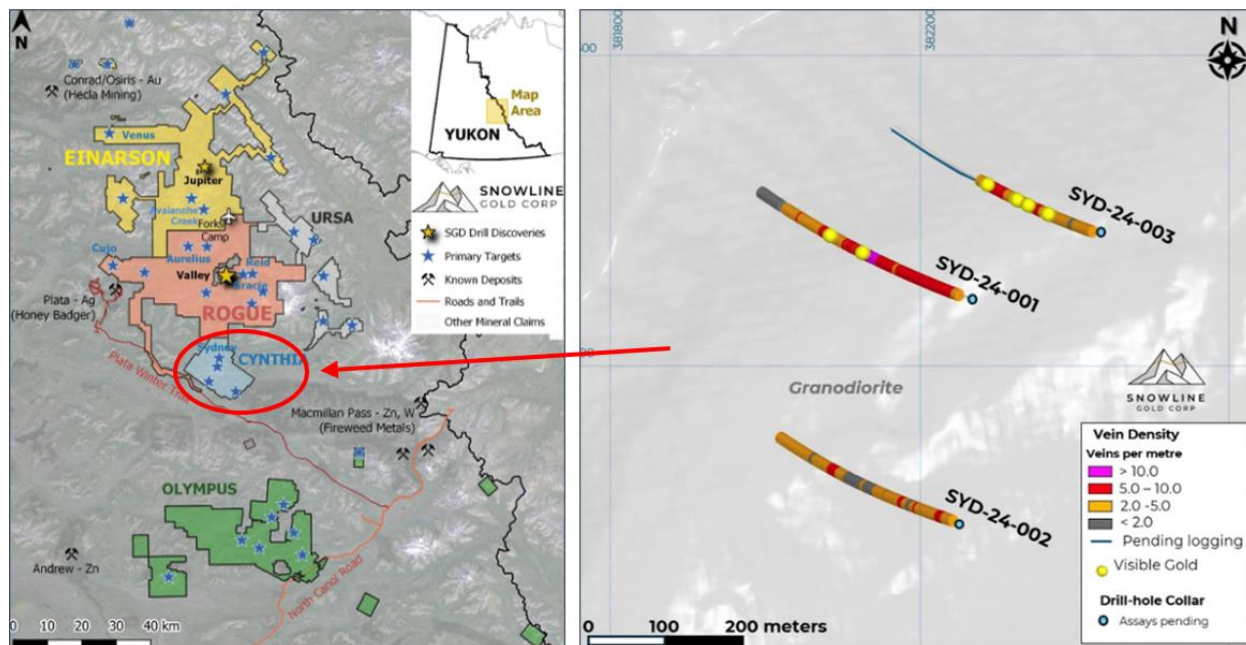 N
Conrad/Osiris - Au
(Hecla Mining)
Venus
EINARSON
Jupiter
Avalanche
Creek
Forks
Camp
URSA
Cujo
Aurelius
Reid
Valley
Gracie
Plata - Ag
(Honey Badger)
ROGUE
Sydney
CYNTHIA
Plata Winter Trail
Macmillan Pass - Zn, W
(Fireweed Metals)
OLYMPUS
Andrew - Zn
North Canol Road
0 10 20 30 40 km
Map
Area
YUKON
SNOWLINE
GOLD CORP
SGD Drill Discoveries
Primary Targets
Known Deposits
Roads and Trails
Other Mineral Claims
381800
382200
N
SYD-24-003
SYD-24-001
SYD-24-002
Granodiorite
SNOWLINE
GOLD CORP
Vein Density
Veins per metre
> 10.0
5.0 – 10.0
2.0 -5.0
< 2.0
Pending logging
Visible Gold
Drill-hole Collar
Assays pending
0 100 200 meters